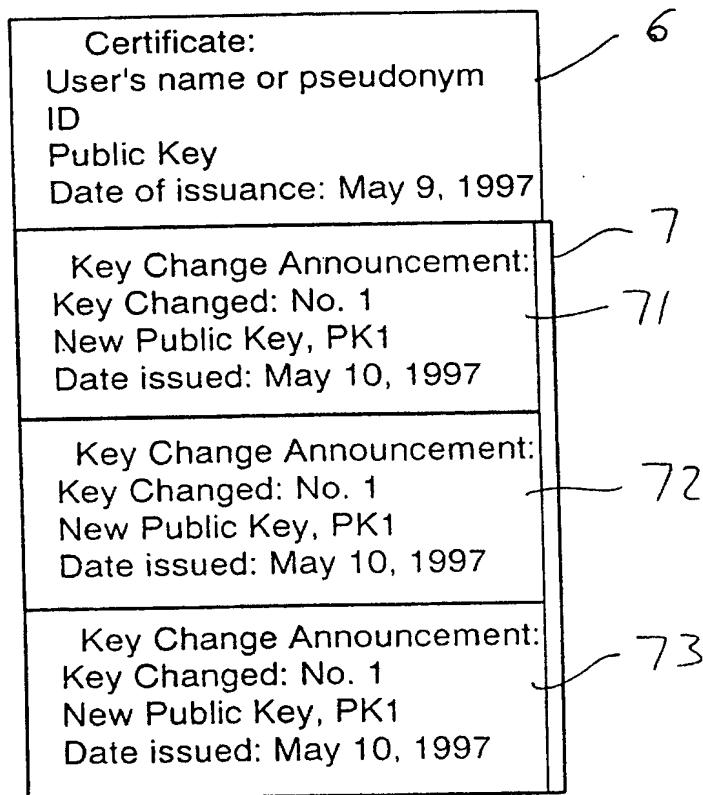 Certificate:
User's name or pseudonym
ID
Public Key
Date of issuance: May 9, 1997
6
7
Key Change Announcement:
Key Changed: No. 1
New Public Key, PK1
Date issued: May 10, 1997
71
Key Change Announcement:
Key Changed: No. 1
New Public Key, PK1
Date issued: May 10, 1997
72
Key Change Announcement:
Key Changed: No. 1
New Public Key, PK1
Date issued: May 10, 1997
73